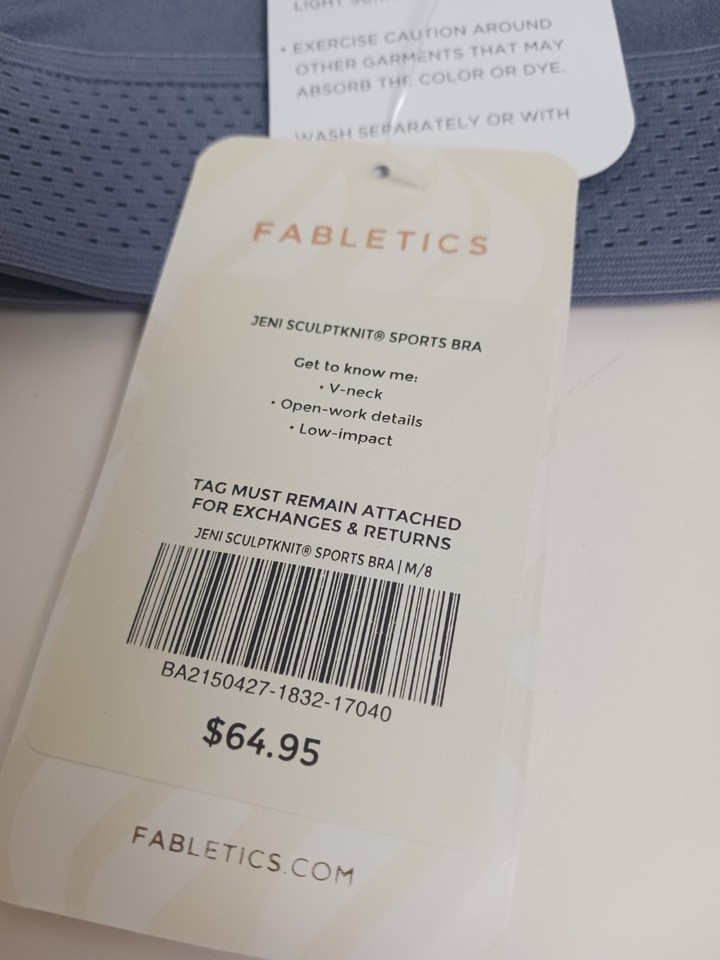 LIGHT
• EXERCISE CAUTION AROUND
OTHER GARMENTS THAT MAY
ABSORB THE COLOR OR DYE.
WASH SEPARATELY OR WITH
FABLETICS
JENI SCULPTKNIT® SPORTS BRA
Get to know me:
• V-neck
• Open-work details
• Low-impact
TAG MUST REMAIN ATTACHED
FOR EXCHANGES & RETURNS
JENI SCULPTKNIT® SPORTS BRA | M/8
BA2150427-1832-17040
$64.95
FABLETICS.COM